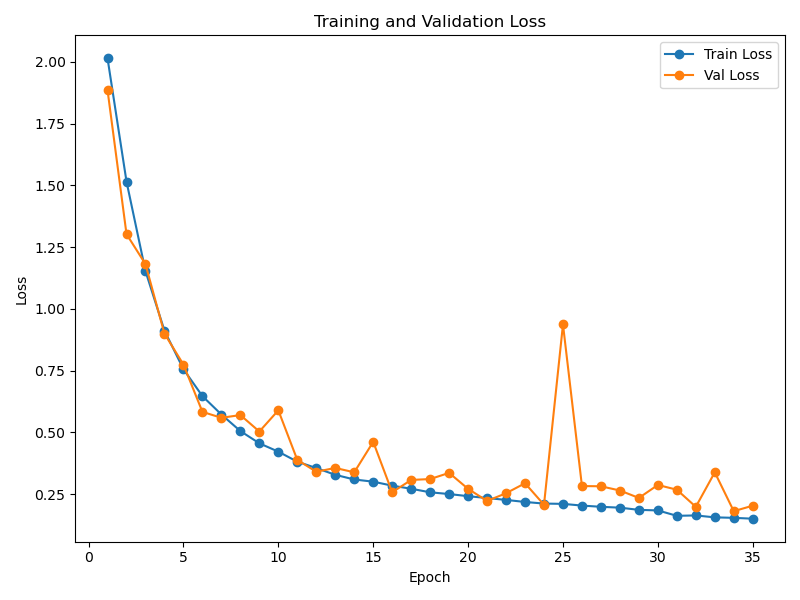 Training and Validation Loss
Train Loss
Val Loss
2.00
1.75
1.50
1.25
1.00
0.75
0.50
0.25
Loss
0 5 10 15 20 25 30 35
Epoch